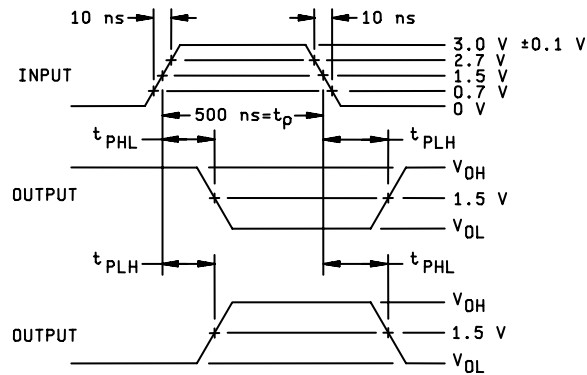 10 ns 10 ns
3.0 V ±0.1 V
2.7 V
INPUT 1.5 V
0.7 V
0 V
500 ns=tp
tPHL tPLH
VOH
OUTPUT 1.5 V
VOL
tPLH tPHL
VOH
OUTPUT 1.5 V
VOL